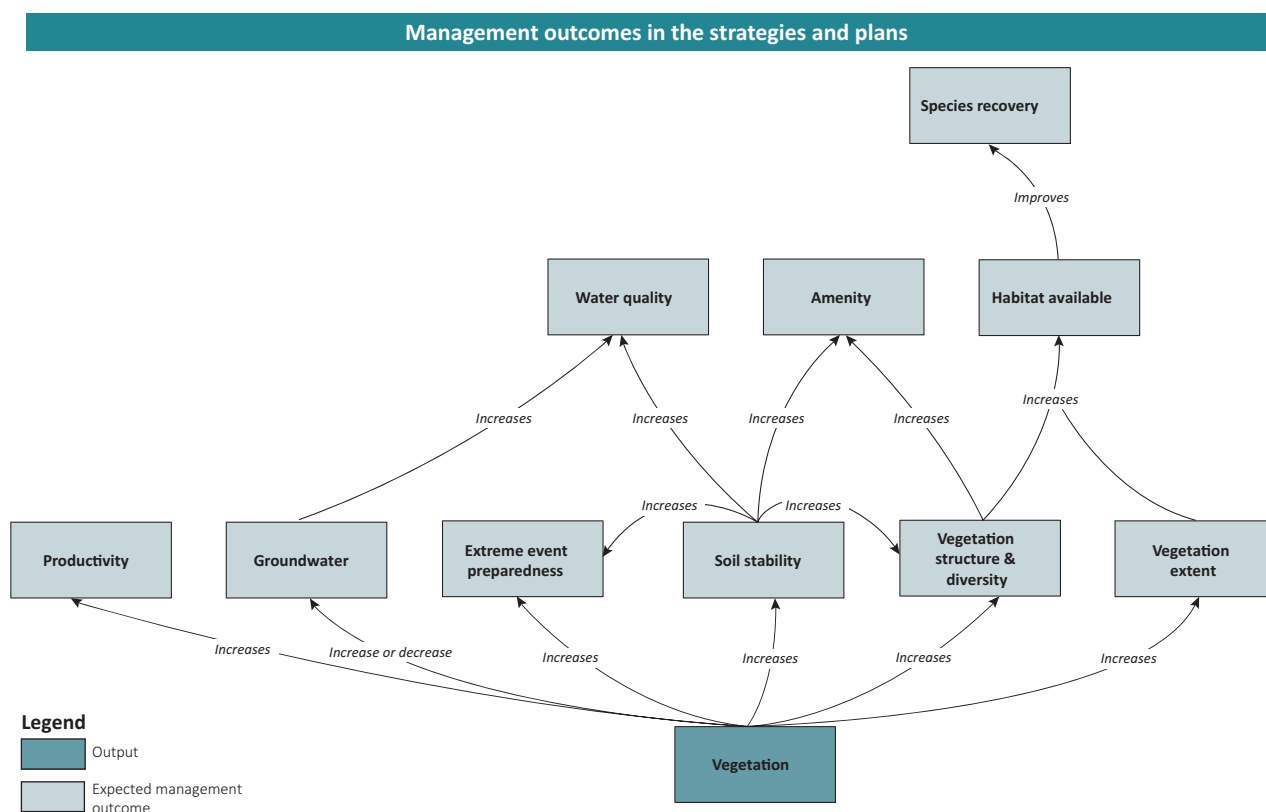 Management outcomes in the strategies and plans
Species recovery
Improves
Water quality
Amenity
Habitat available
Increases
Increases
Increases
Increases
Increases
Increases
Increases
Productivity
Groundwater
Extreme event
preparedness
Soil stability
Vegetation
structure &
diversity
Vegetation
extent
Increases
Increase or decrease
Increases
Increases
Increases
Increases
Legend
Output
Expected management
outcome
Vegetation